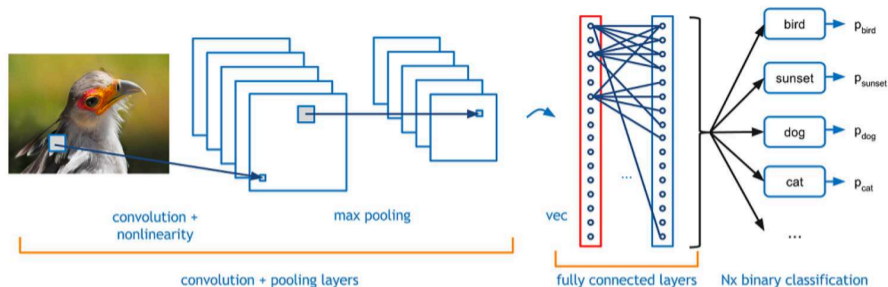 bird
p_bird
sunset
p_sunset
dog
p_dog
cat
p_cat
...
...
convolution +
nonlinearity
max pooling
vec
convolution + pooling layers
fully connected layers
Nx binary classification